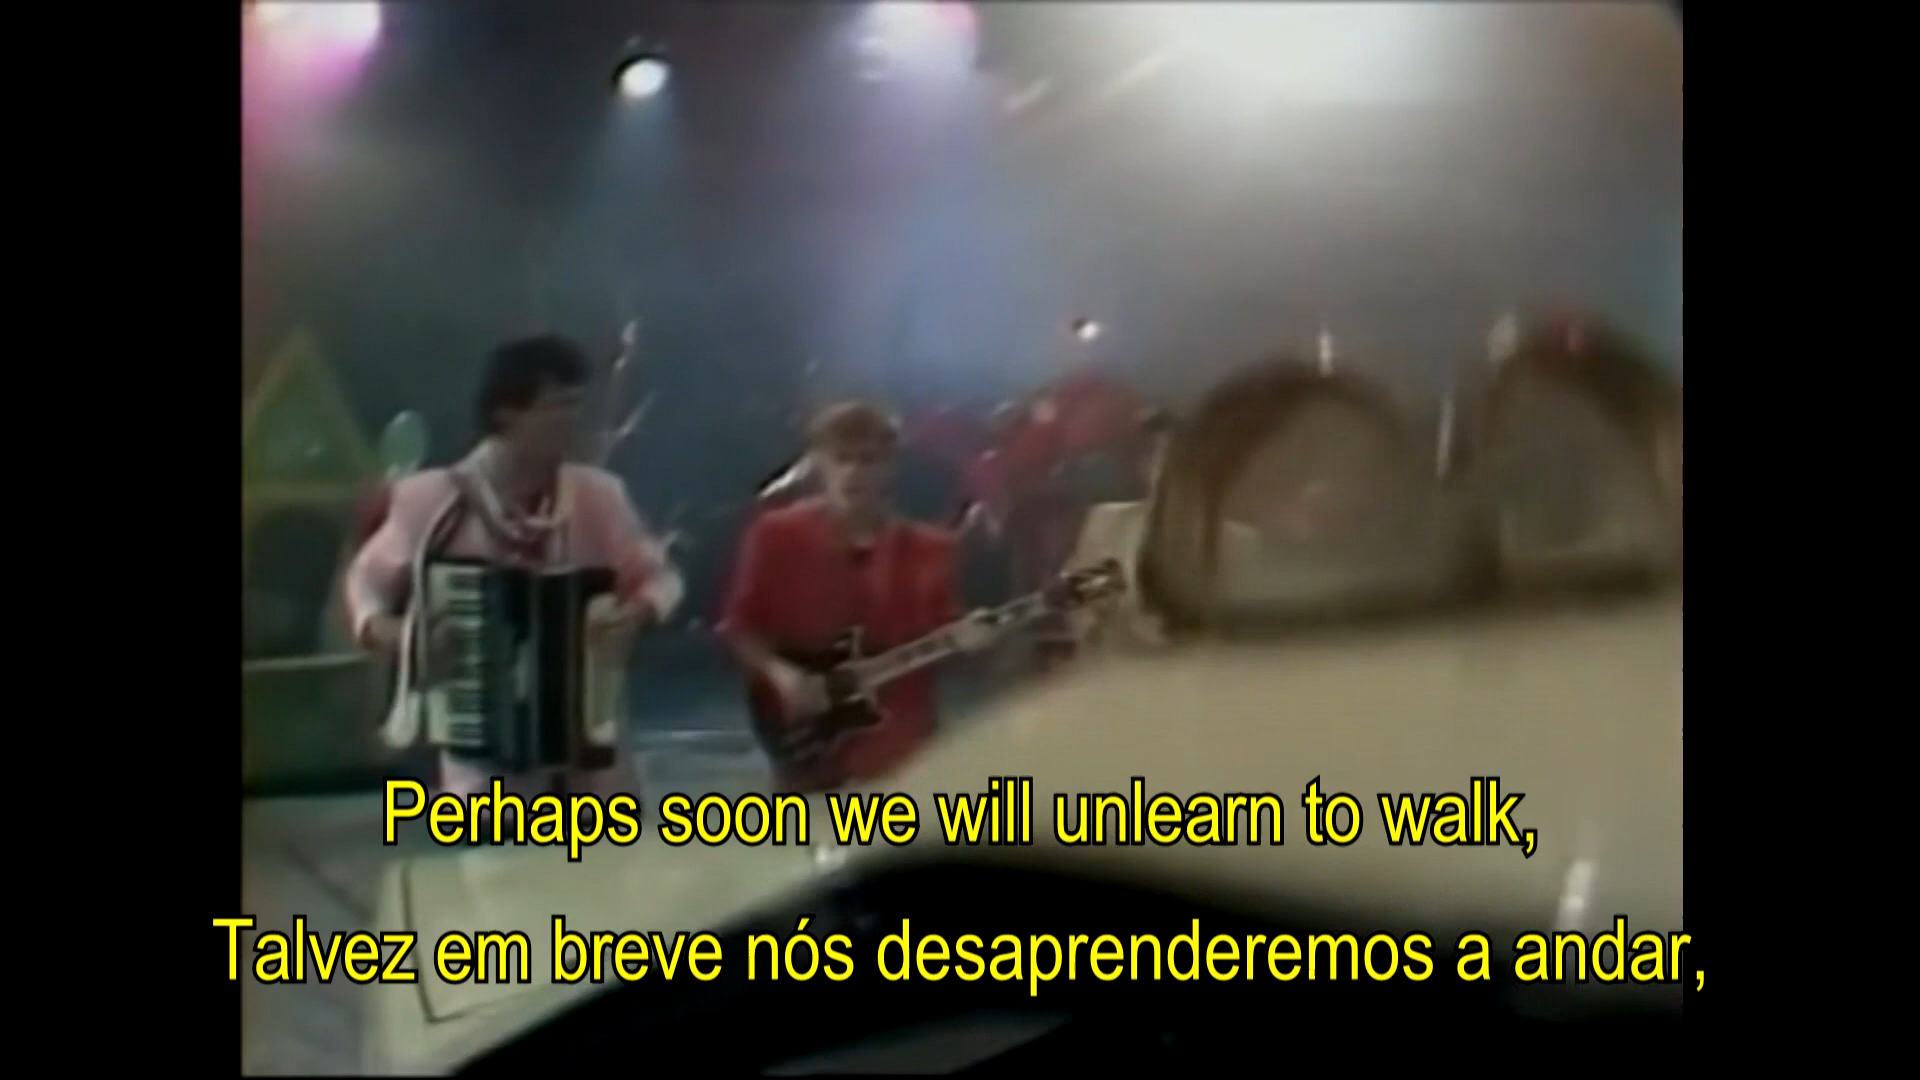 Perhaps soon we will unlearn to walk,
Talvez em breve nós desaprenderemos a andar,